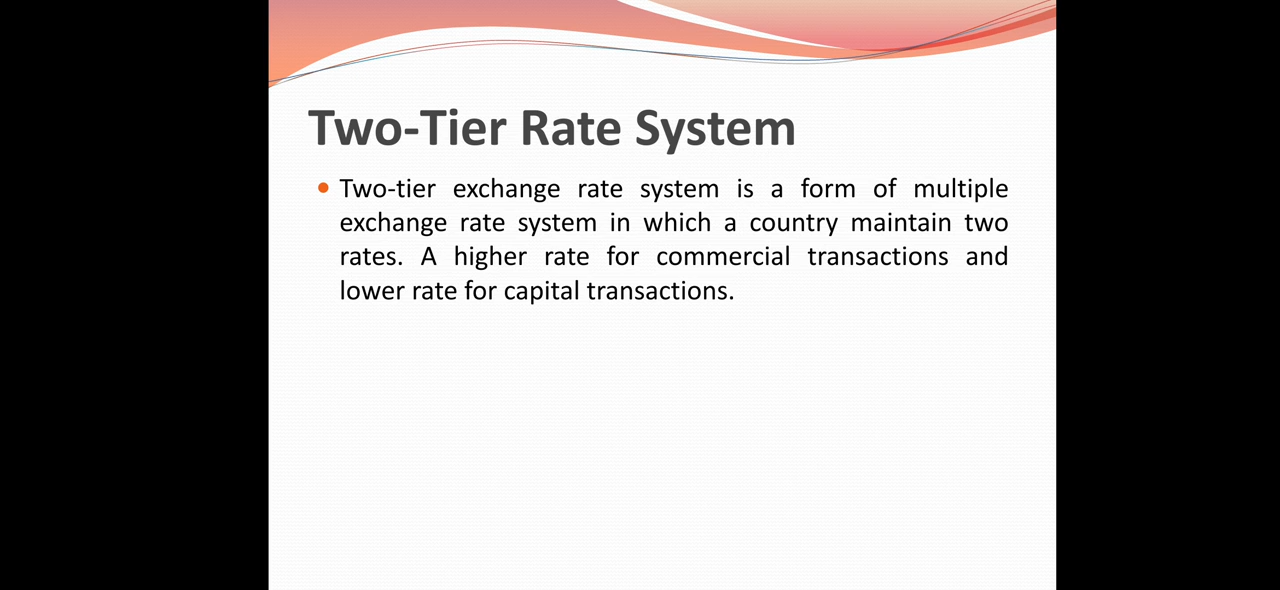 Two-Tier Rate System
Two-tier exchange rate system is a form of multiple
exchange rate system in which a country maintain two
rates. A higher rate for commercial transactions and
lower rate for capital transactions.